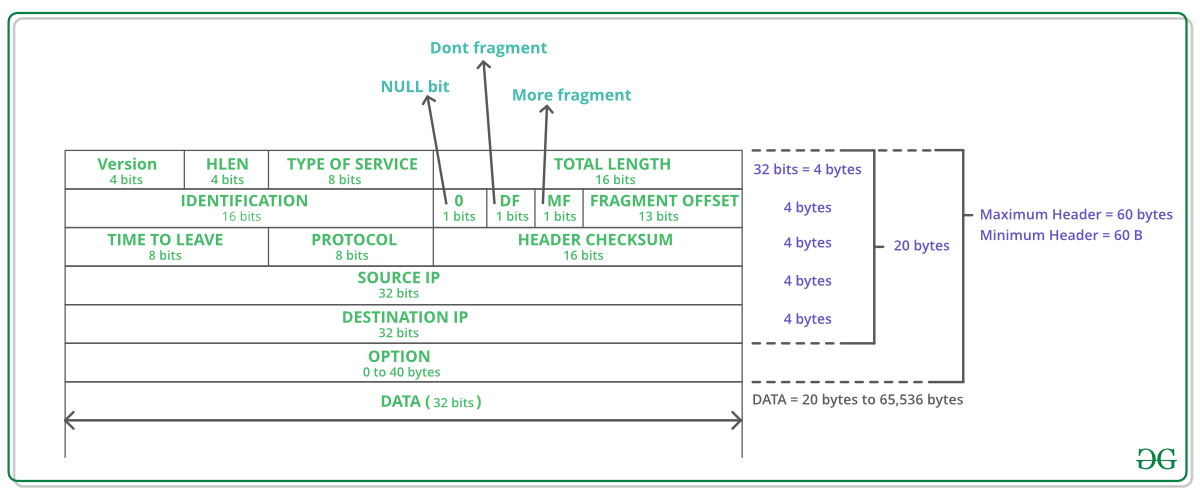 Dont fragment
NULL bit
More fragment
Version HLEN TYPE OF SERVICE TOTAL LENGTH
4 bits 4 bits 8 bits 16 bits
32 bits = 4 bytes
IDENTIFICATION 0 DF MF FRAGMENT OFFSET
16 bits 1 bits 1 bits 1 bits 13 bits
4 bytes
Maximum Header = 60 bytes
Minimum Header = 60 B
TIME TO LEAVE PROTOCOL HEADER CHECKSUM
8 bits 8 bits 16 bits
4 bytes
20 bytes
SOURCE IP
32 bits
4 bytes
DESTINATION IP
32 bits
4 bytes
OPTION
0 to 40 bytes
DATA ( 32 bits )
DATA = 20 bytes to 65,536 bytes